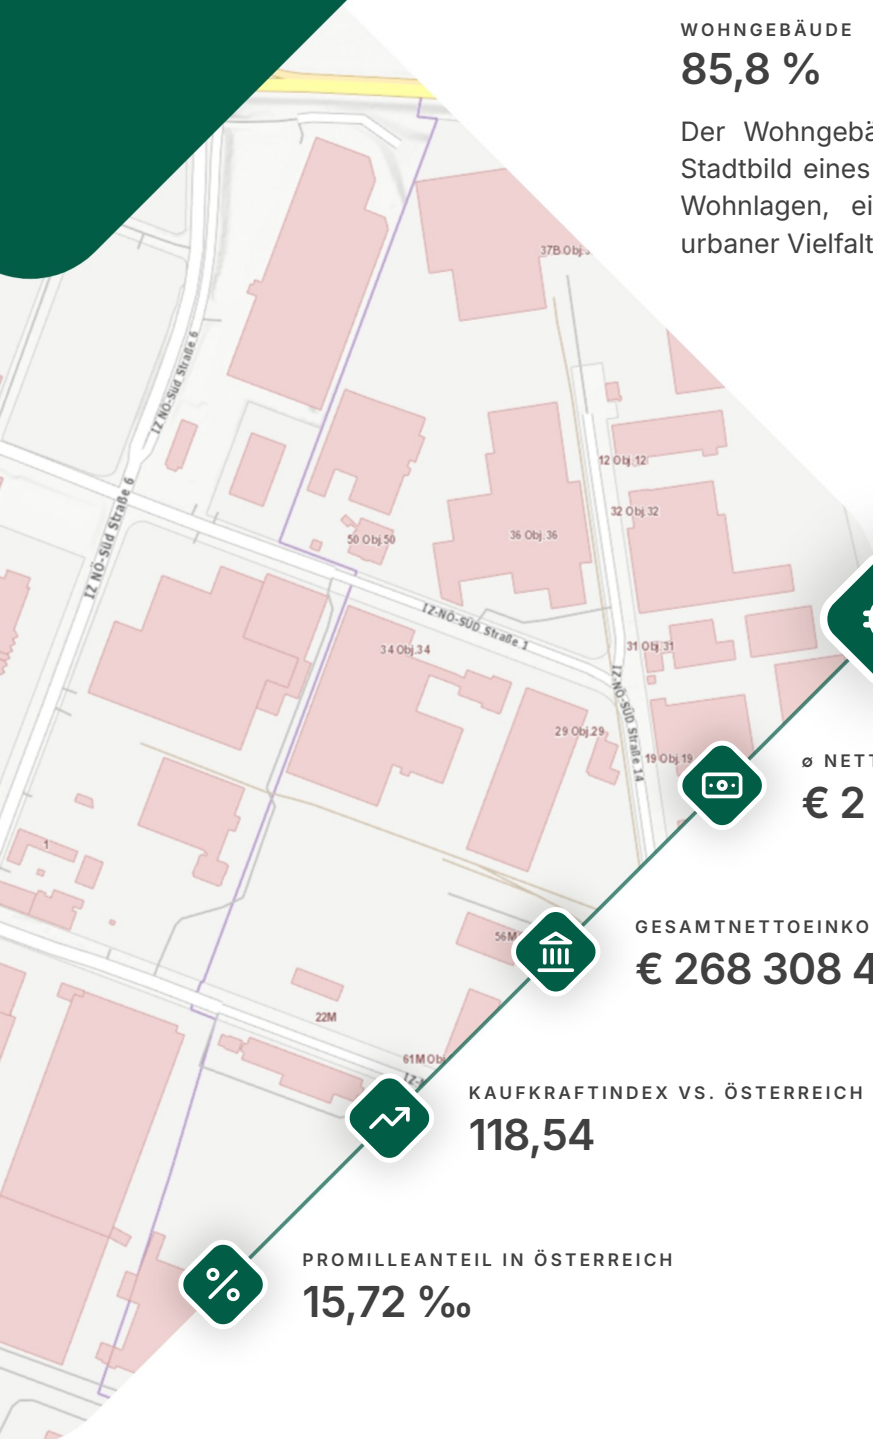 WOHNGEBÄUDE
85,8 %
Der Wohngebä
Stadtbild eines
Wohnlagen, ei
urbaner Vielfalt
37B Obj.3
IZ NÖ-Süd Straße 6
12 Obj.12
32 Obj.32
50 Obj.50
36 Obj.36
IZ NÖ-Süd Straße 6
IZ-NÖ-SÜD Straße 1
34 Obj.34
31 Obj.31
IZ-NÖ-SÜD Straße 14
29 Obj.29
19 Obj.19
ø NETT
€ 2
1
GESAMTNETTOEINKO
€ 268 308 4
56M
22M
61M Obj
IZ-
KAUFKRAFTINDEX VS. ÖSTERREICH
118,54
PROMILLEANTEIL IN ÖSTERREICH
15,72 ‰